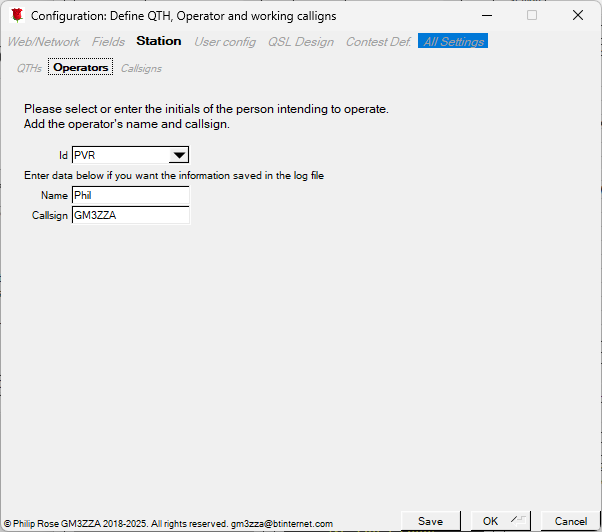 Configuration: Define QTH, Operator and working calligns
Web/Network Fields Station User config QSL Design Contest Def. All Settings
QTHs Operators Callsigns
Please select or enter the initials of the person intending to operate.
Add the operator's name and callsign.
Id PVR
Enter data below if you want the information saved in the log file
Name Phil
Callsign GM3ZZA
© Philip Rose GM3ZZA 2018-2025. All rights reserved. gm3zza@btinternet.com Save OK Cancel